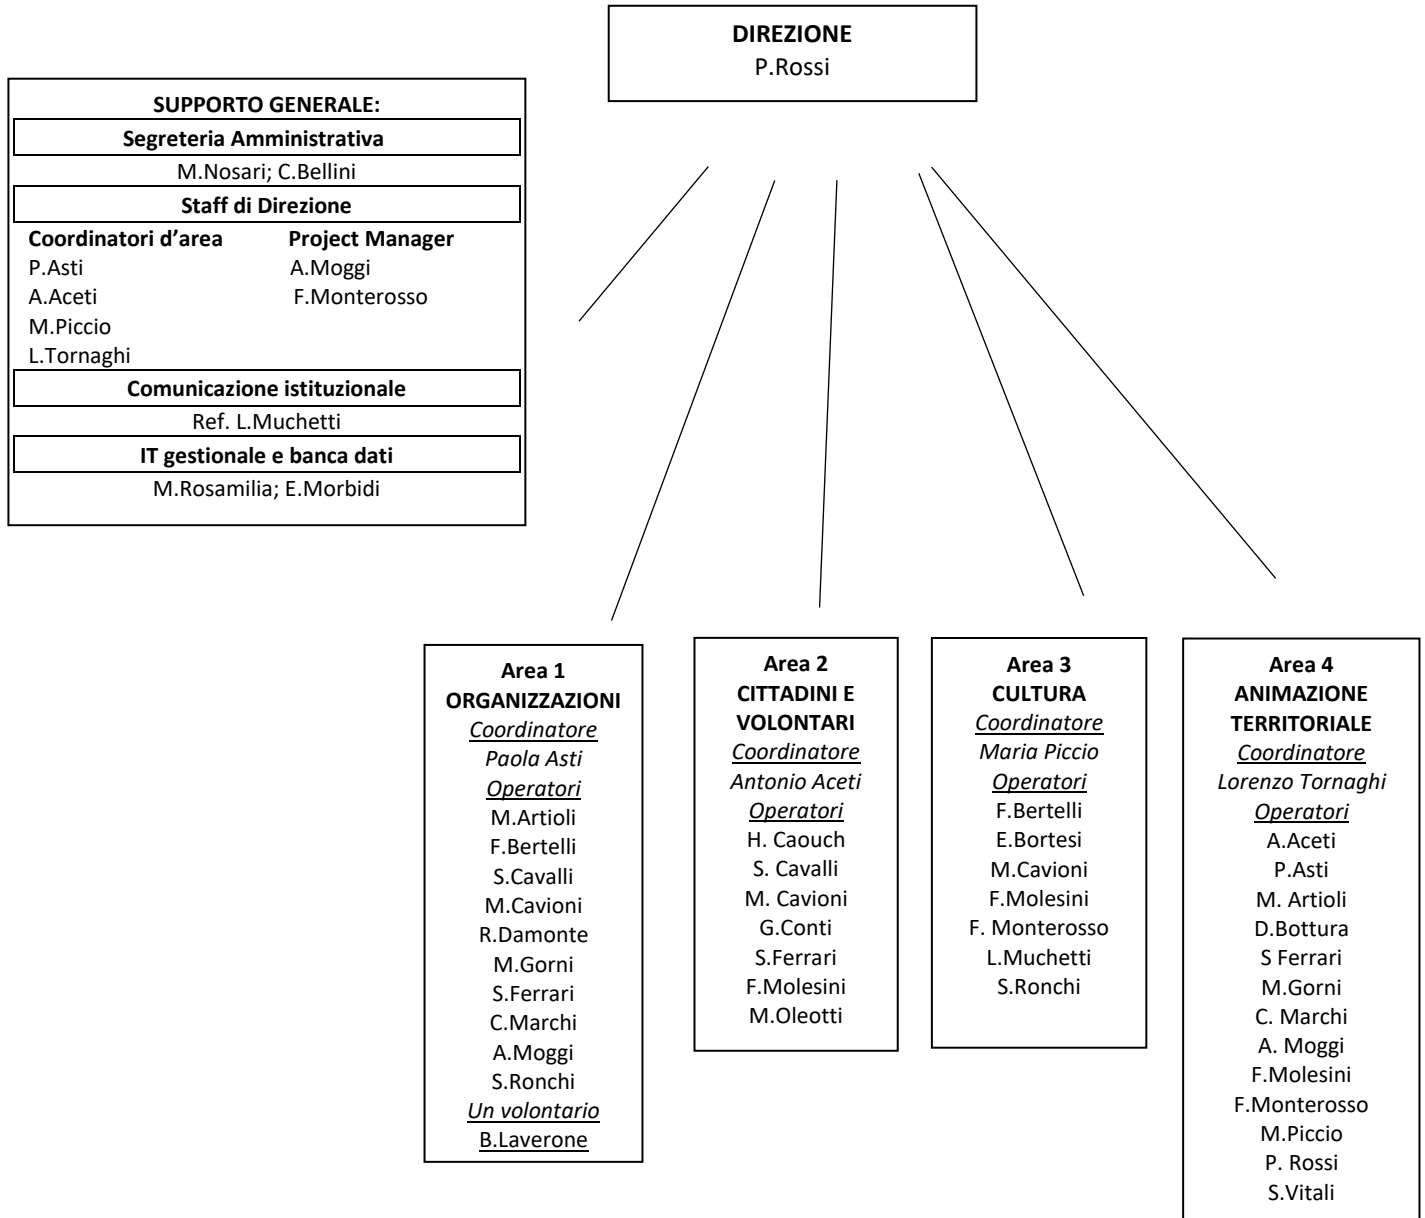 DIREZIONE
P.Rossi
SUPPORTO GENERALE:
Segreteria Amministrativa
M.Nosari; C.Bellini
Staff di Direzione
Coordinatori d’area Project Manager
P.Asti A.Moggi
A.Aceti F.Monterosso
M.Piccio
L.Tornaghi
Comunicazione istituzionale
Ref. L.Muchetti
IT gestionale e banca dati
M.Rosamilia; E.Morbidi
Area 1
ORGANIZZAZIONI
Coordinatore
Paola Asti
Operatori
M.Artioli
F.Bertelli
S.Cavalli
M.Cavioni
R.Damonte
M.Gorni
S.Ferrari
C.Marchi
A.Moggi
S.Ronchi
Un volontario
B.Laverone
Area 2
CITTADINI E
VOLONTARI
Coordinatore
Antonio Aceti
Operatori
H. Caouch
S. Cavalli
M. Cavioni
G.Conti
S.Ferrari
F.Molesini
M.Oleotti
Area 3
CULTURA
Coordinatore
Maria Piccio
Operatori
F.Bertelli
E.Bortesi
M.Cavioni
F.Molesini
F. Monterosso
L.Muchetti
S.Ronchi
Area 4
ANIMAZIONE
TERRITORIALE
Coordinatore
Lorenzo Tornaghi
Operatori
A.Aceti
P.Asti
M. Artioli
D.Bottura
S Ferrari
M.Gorni
C. Marchi
A. Moggi
F.Molesini
F.Monterosso
M.Piccio
P. Rossi
S.Vitali